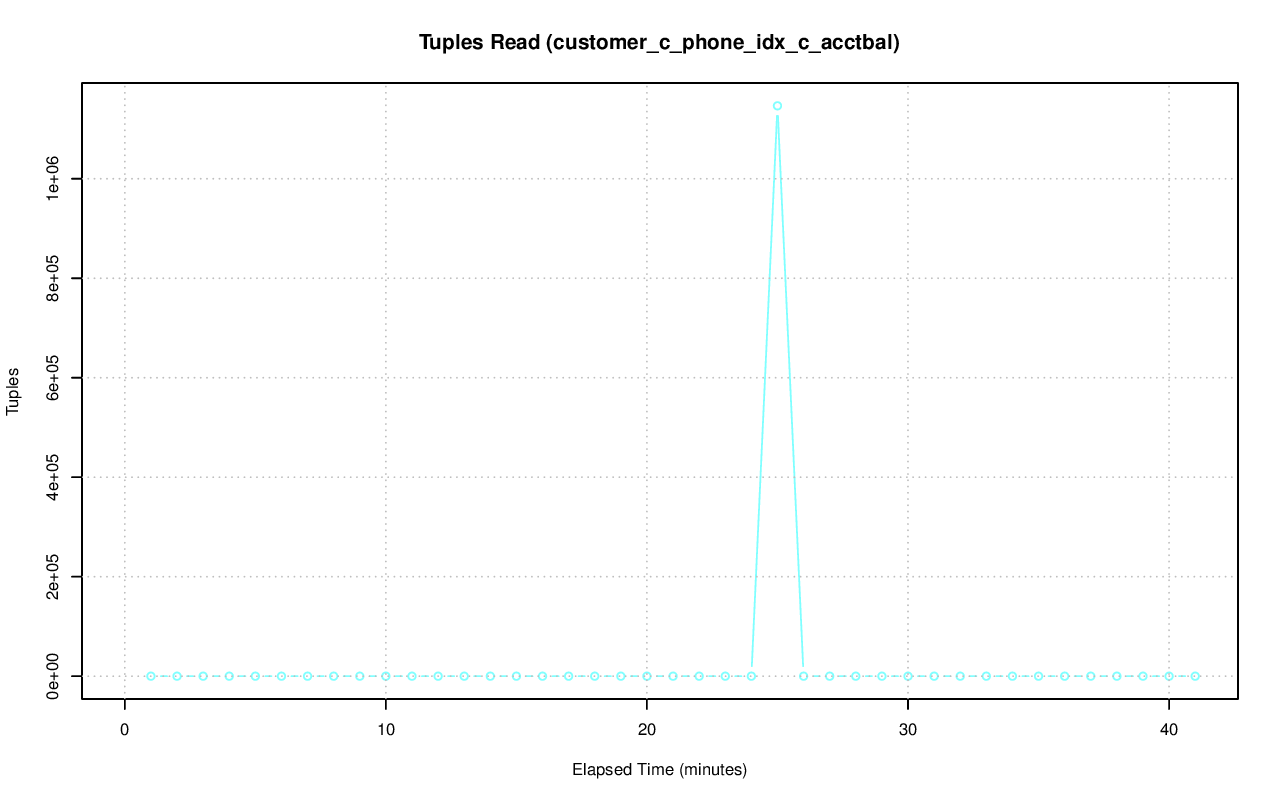 Tuples Read (customer_c_phone_idx_c_acctbal)
Tuples
1e+06
8e+05
6e+05
4e+05
2e+05
0e+00
0 10 20 30 40
Elapsed Time (minutes)